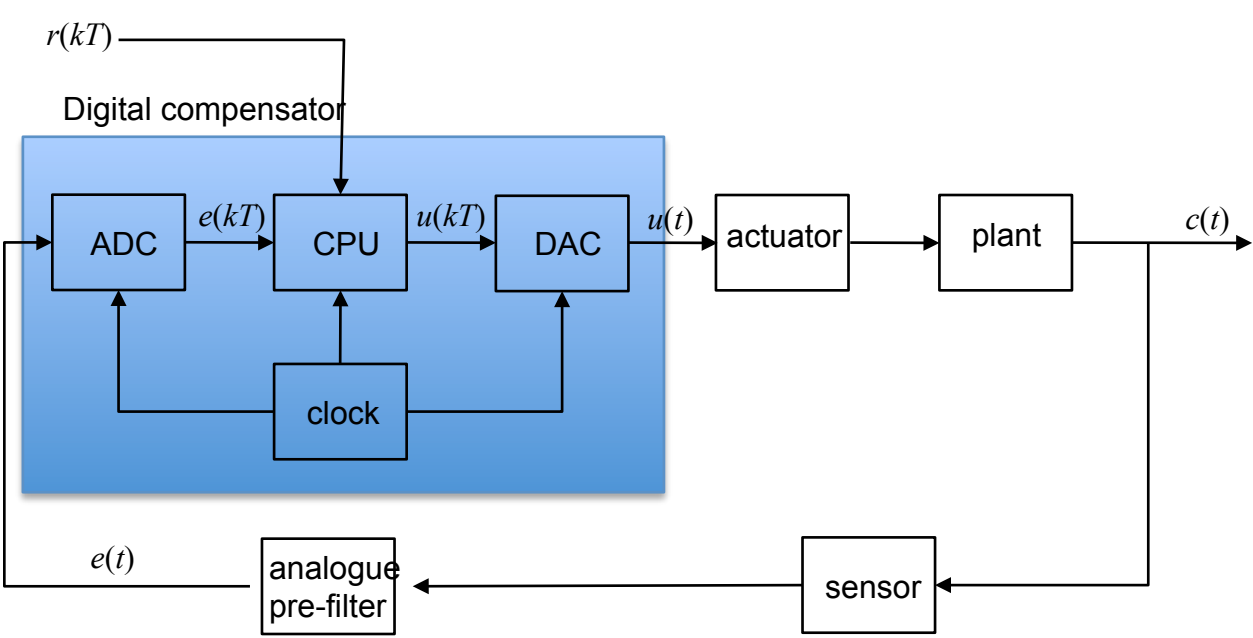 r(kT)
Digital compensator
ADC
e(kT)
CPU
u(kT)
DAC
u(t)
actuator
plant
c(t)
clock
e(t)
analogue
pre-filter
sensor